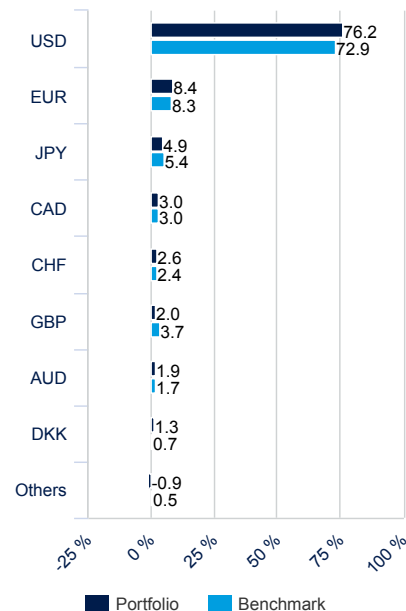 USD
76.2
72.9
EUR
8.4
8.3
JPY
4.9
5.4
CAD
3.0
3.0
CHF
2.6
2.4
GBP
2.0
3.7
AUD
1.9
1.7
DKK
1.3
0.7
Others
-0.9
0.5
-25 % 0 % 25 % 50 % 75 % 100 %
Portfolio Benchmark